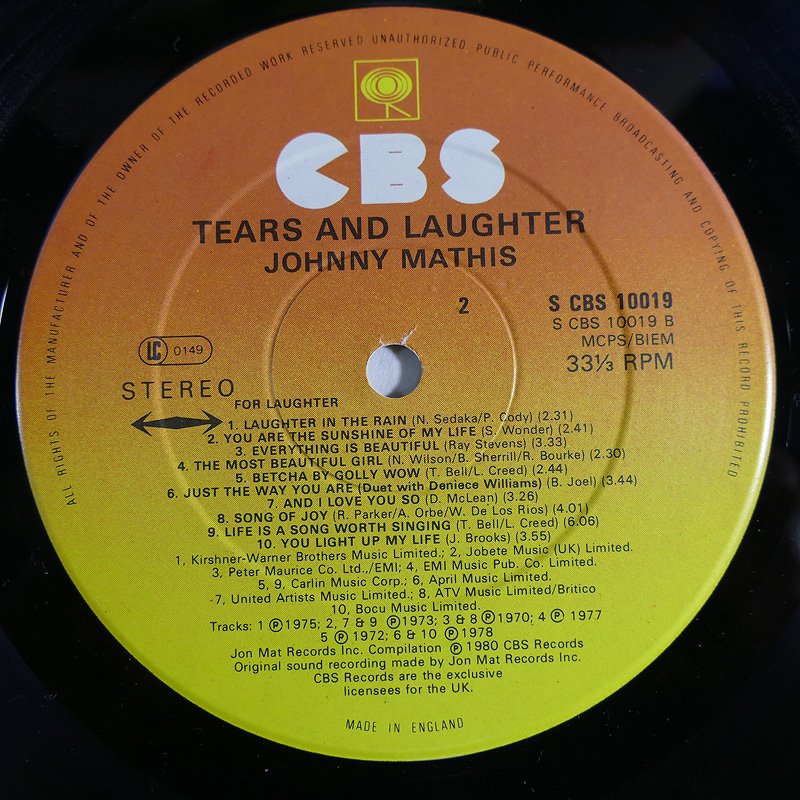 ALL RIGHTS OF THE MANUFACTURER AND OF THE OWNER OF THE RECORDED WORK RESERVED UNAUTHORIZED PUBLIC PERFORMANCE BROADCASTING AND COPYING OF THIS RECORD PROHIBITED
CBS
TEARS AND LAUGHTER
JOHNNY MATHIS
2
S CBS 10019
S CBS 10019 B
MCPS/BIEM
33⅓ RPM
LC 0149
STEREO
FOR LAUGHTER
1. LAUGHTER IN THE RAIN (N. Sedaka/P. Cody) (2.31)
2. YOU ARE THE SUNSHINE OF MY LIFE (S. Wonder) (2.41)
3. EVERYTHING IS BEAUTIFUL (Ray Stevens) (3.33)
4. THE MOST BEAUTIFUL GIRL (N. Wilson/B. Sherrill/R. Bourke) (2.30)
5. BETCHA BY GOLLY WOW (T. Bell/L. Creed) (2.44)
6. JUST THE WAY YOU ARE (Duet with Deniece Williams) (B. Joel) (3.44)
7. AND I LOVE YOU SO (D. McLean) (3.26)
8. SONG OF JOY (R. Parker/A. Orbe/W. De Los Rios) (4.01)
9. LIFE IS A SONG WORTH SINGING (T. Bell/L. Creed) (6.06)
10. YOU LIGHT UP MY LIFE (J. Brooks) (3.55)
1, Kirshner-Warner Brothers Music Limited.; 2, Jobete Music (UK) Limited.
3, Peter Maurice Co. Ltd.,/EMI; 4, EMI Music Pub. Co. Limited.
5, 9, Carlin Music Corp.; 6, April Music Limited.
7, United Artists Music Limited.; 8, ATV Music Limited/Britico
10, Bocu Music Limited.
Tracks: 1 ℗ 1975; 2, 7 & 9 ℗ 1973; 3 & 8 ℗ 1970; 4 ℗ 1977
5 ℗ 1972; 6 & 10 ℗ 1978
Jon Mat Records Inc. Compilation ℗ 1980 CBS Records
Original sound recording made by Jon Mat Records Inc.
CBS Records are the exclusive
licensees for the UK.
MADE IN ENGLAND